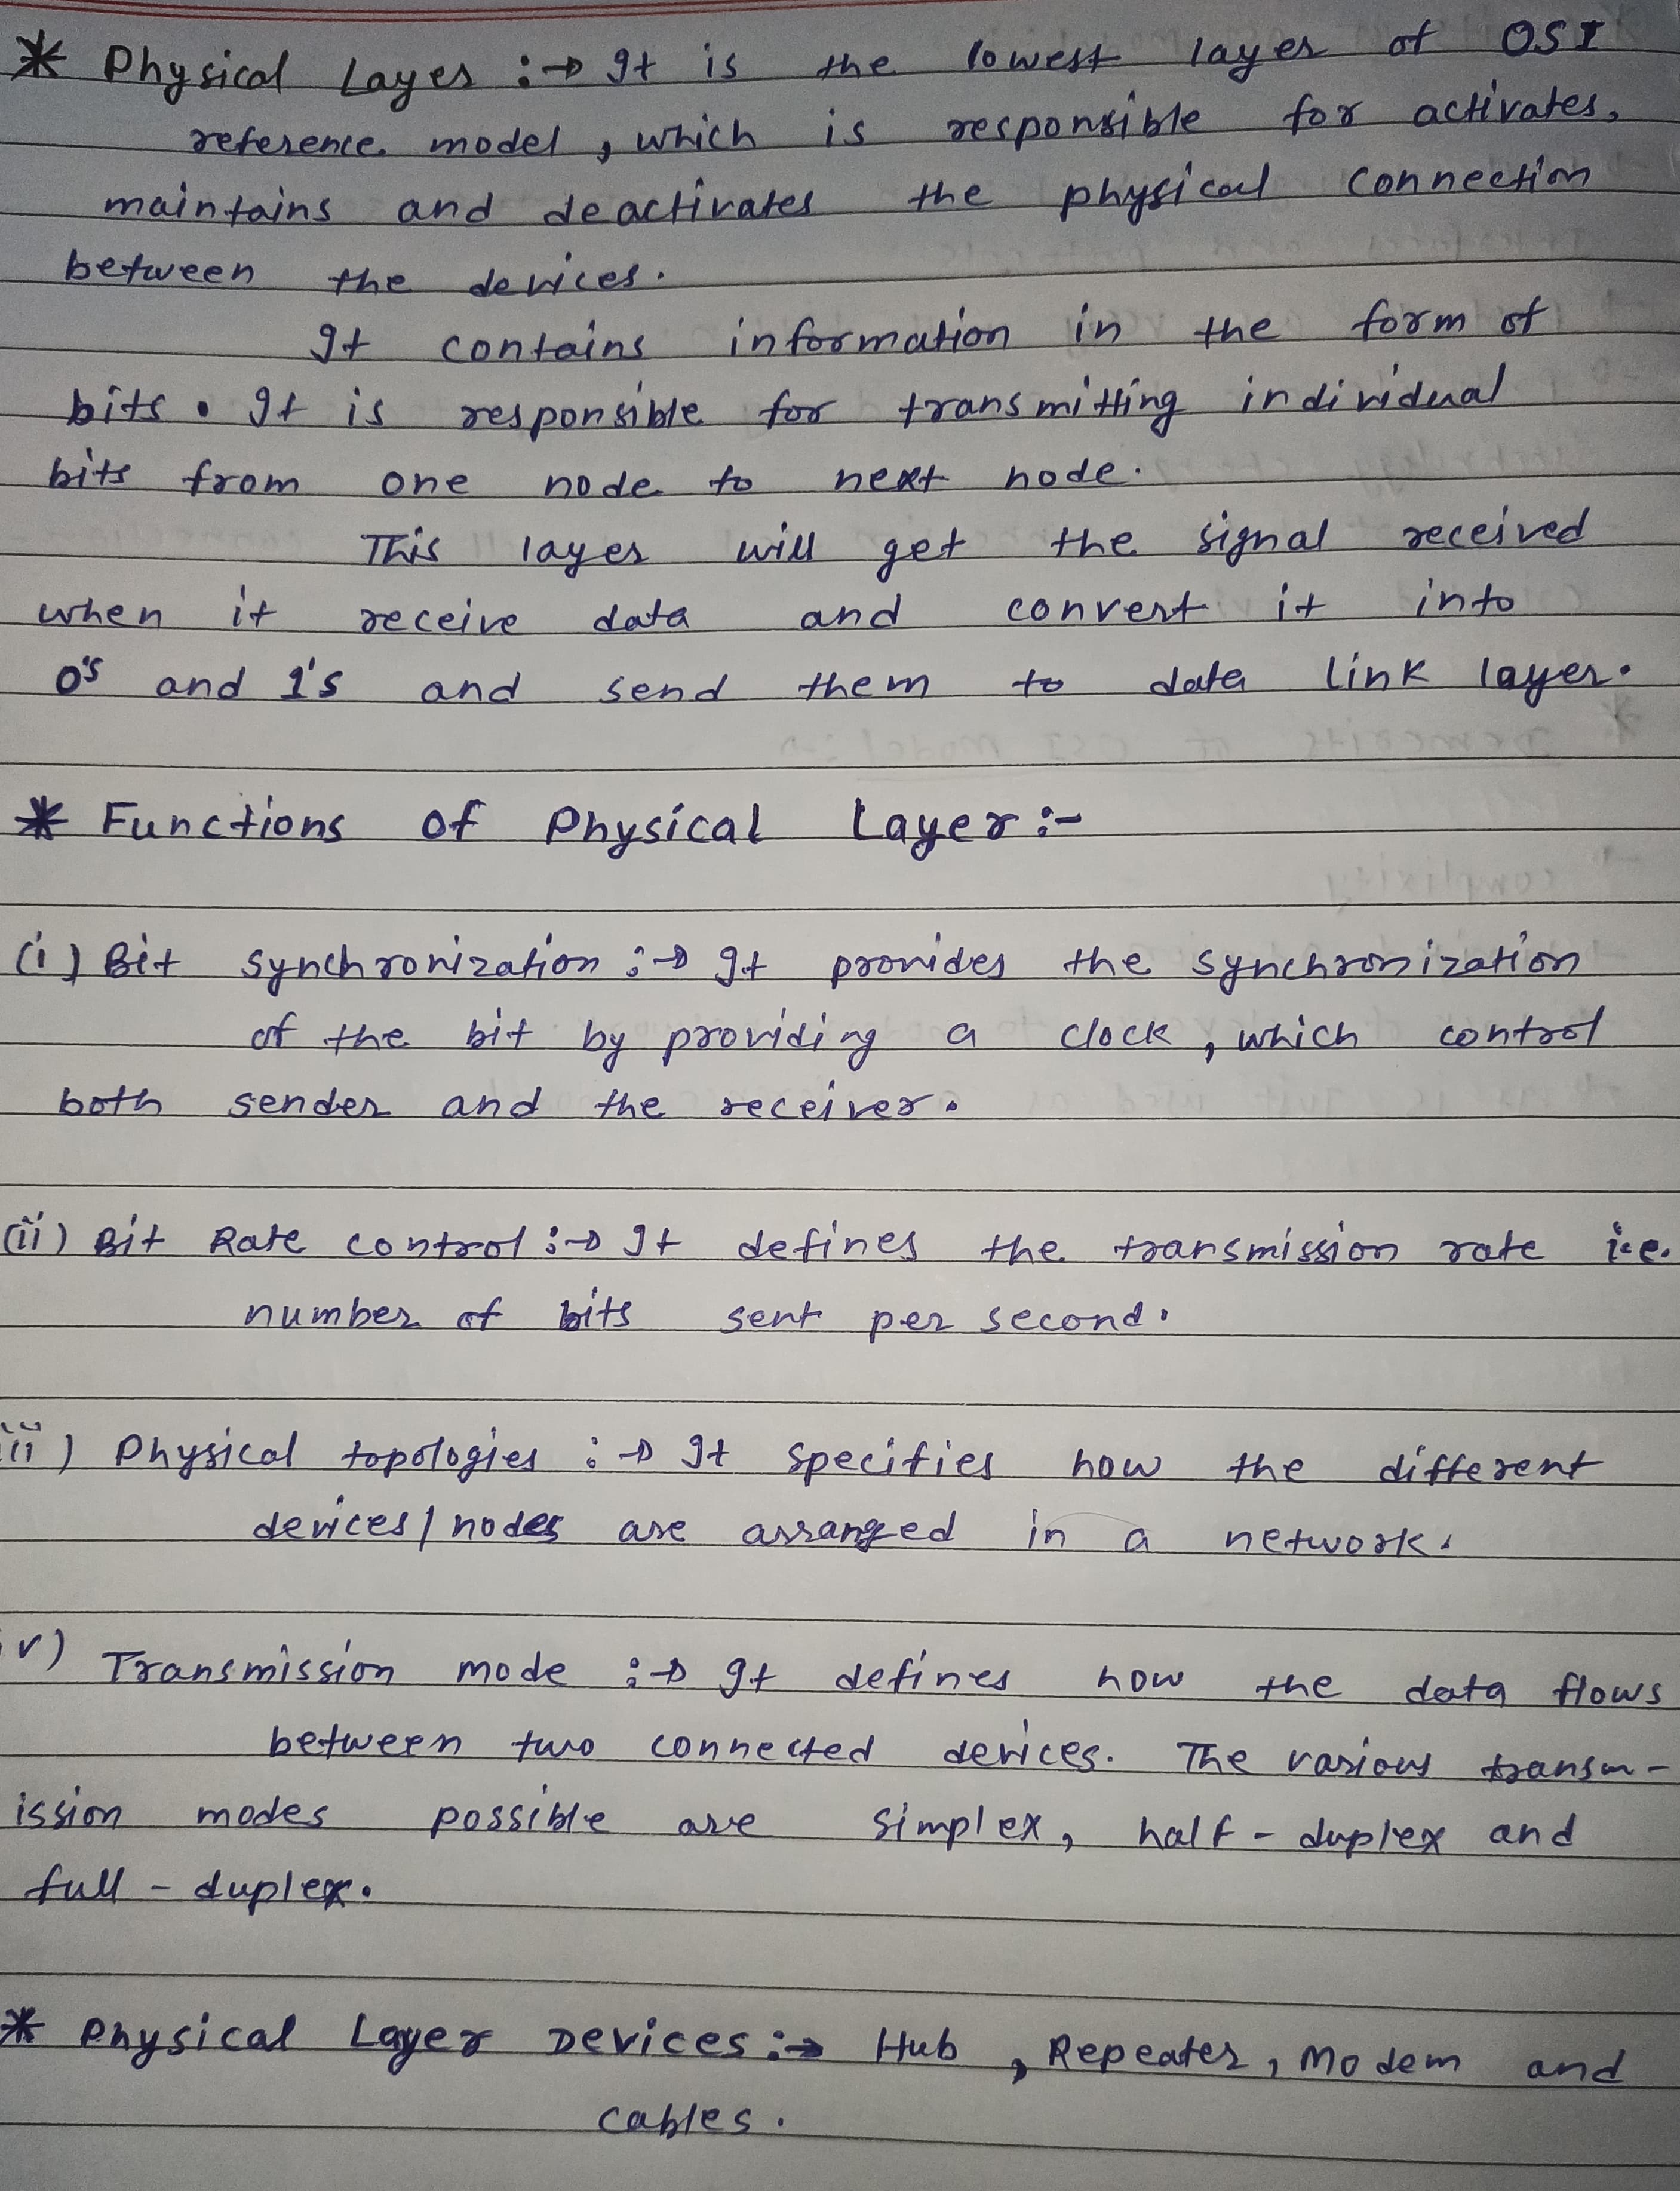 * Physical Layer :→ It is the lowest layer of OSI
reference model, which is responsible for activates,
maintains and deactivates the physical connection
between the devices.
It contains information in the form of
bits. It is responsible for transmitting individual
bits from one node to next node.
This layer will get the signal received
when it receive data and convert it into
0's and 1's and send them to data link layer.
* Functions of Physical Layer :-
(i) Bit synchronization :→ It provides the synchronization
of the bit by providing a clock, which control
both sender and the receiver.
(ii) Bit Rate control :→ It defines the transmission rate i.e.
number of bits sent per second.
iii) Physical topologies :→ It specifies how the different
devices/nodes are arranged in a network.
iv) Transmission mode :→ It defines how the data flows
between two connected devices. The various transm-
ission modes possible are simplex, half-duplex and
full-duplex.
* Physical Layer Devices :→ Hub, Repeater, Modem and
cables.